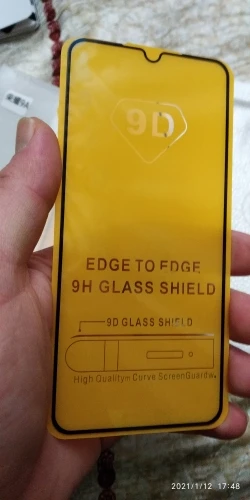 9D
EDGE TO EDGE
9H GLASS SHIELD
9D GLASS SHIELD
High Quality Curve ScreenGuard
2021/1/12 17:48